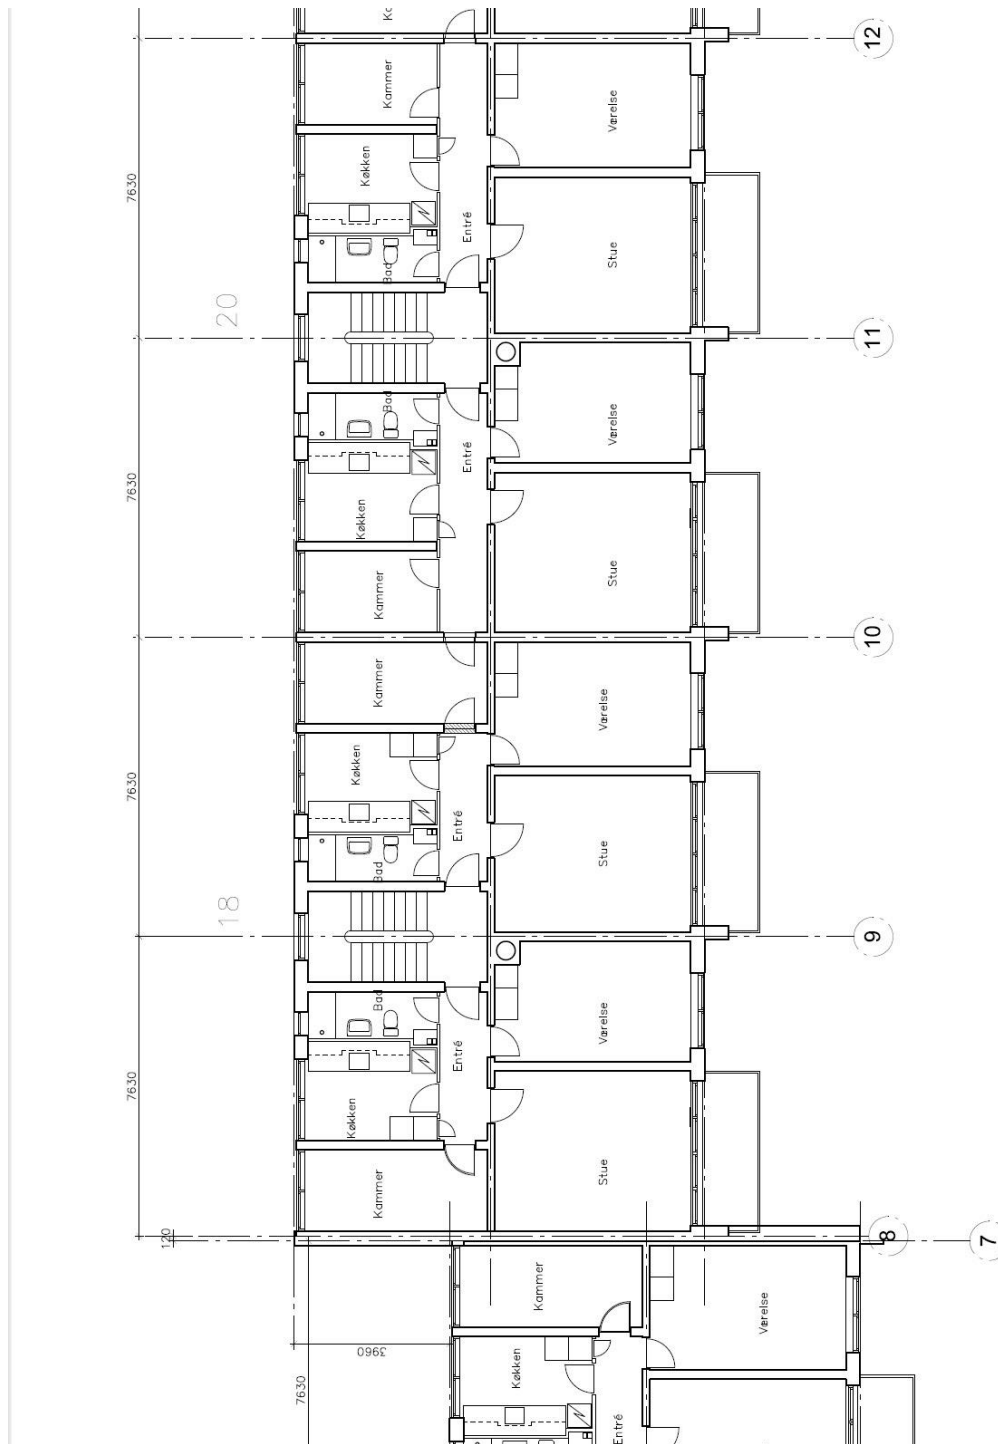 Ka
12
Kammer
Værelse
Køkken
7630
Entré
Stue
Bad
20
11
Bad
Værelse
Entré
7630
Køkken
Stue
Kammer
10
Kammer
Værelse
Køkken
7630
Entré
Stue
Bad
18
9
Bad
Værelse
Entré
7630
Køkken
Stue
Kammer
120
8
7
Kammer
Værelse
3960
Køkken
7630
Entré